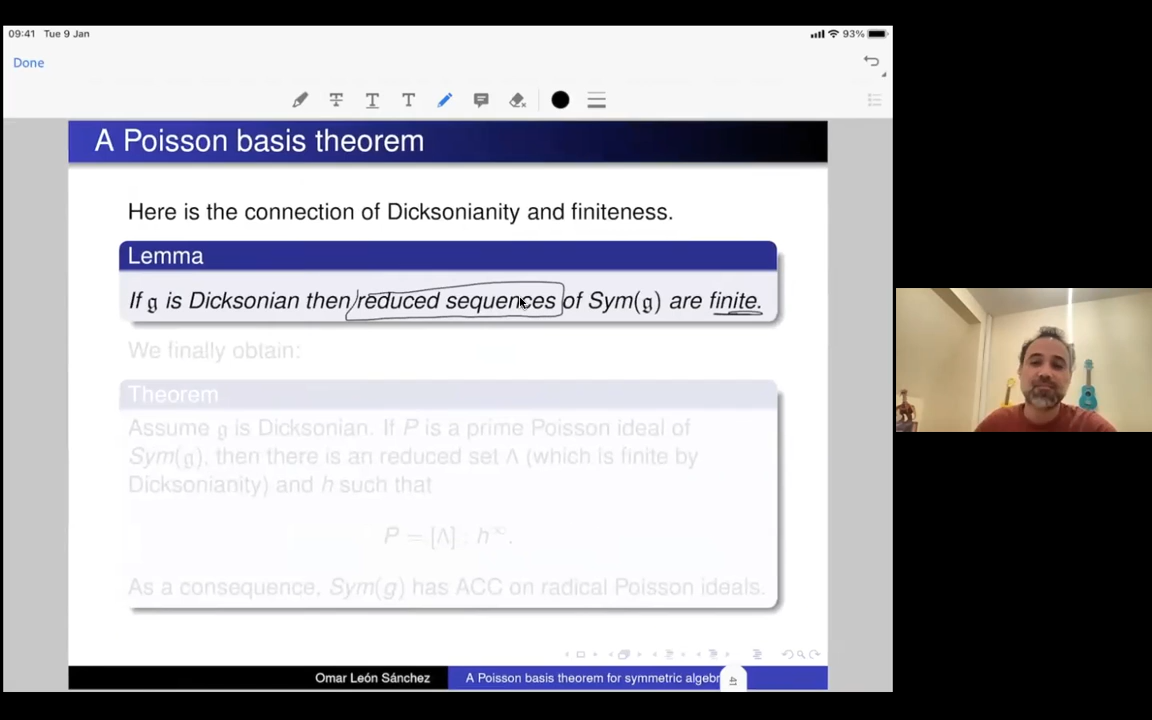 09:41 Tue 9 Jan
93%
Done
A Poisson basis theorem
Here is the connection of Dicksonianity and finiteness.
Lemma
If 𝔤 is Dicksonian then reduced sequences of Sym(𝔤) are finite.
We finally obtain:
Theorem
Assume 𝔤 is Dicksonian. If P is a prime Poisson ideal of
Sym(𝔤), then there is an reduced set Λ (which is finite by
Dicksonianity) and h such that
P = [Λ] : h^∞.
As a consequence, Sym(g) has ACC on radical Poisson ideals.
Omar León Sánchez
A Poisson basis theorem for symmetric algebr
41